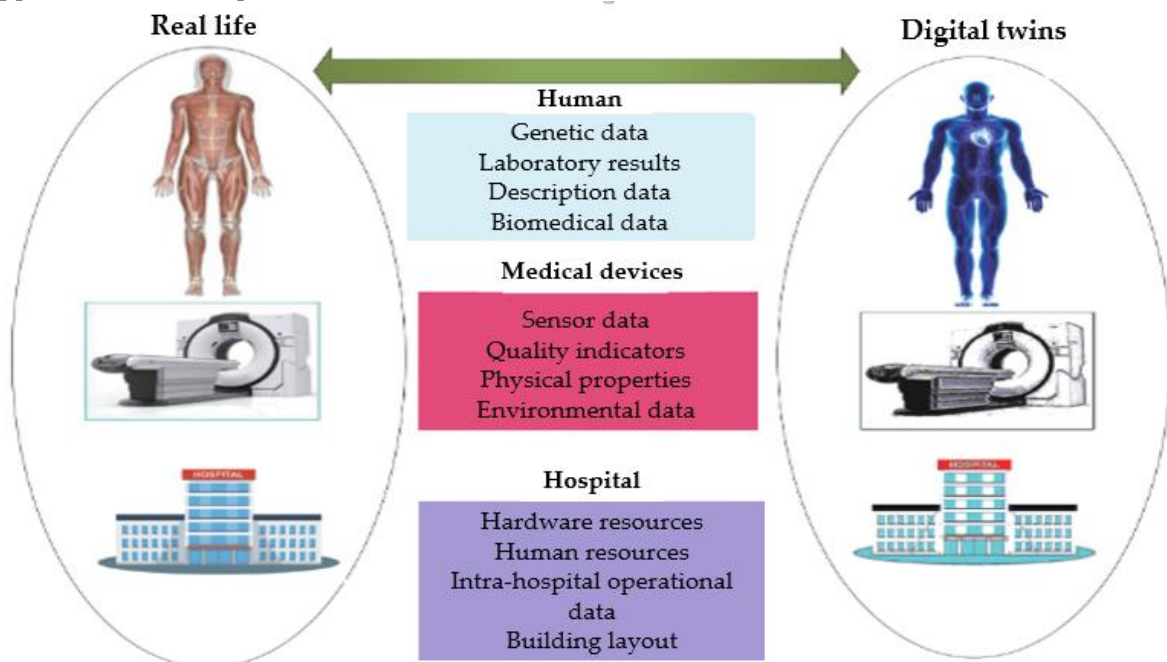 Real life
Digital twins
Human
Genetic data
Laboratory results
Description data
Biomedical data
Medical devices
Sensor data
Quality indicators
Physical properties
Environmental data
Hospital
Hardware resources
Human resources
Intra-hospital operational
data
Building layout
HOSPITAL
HOSPITAL